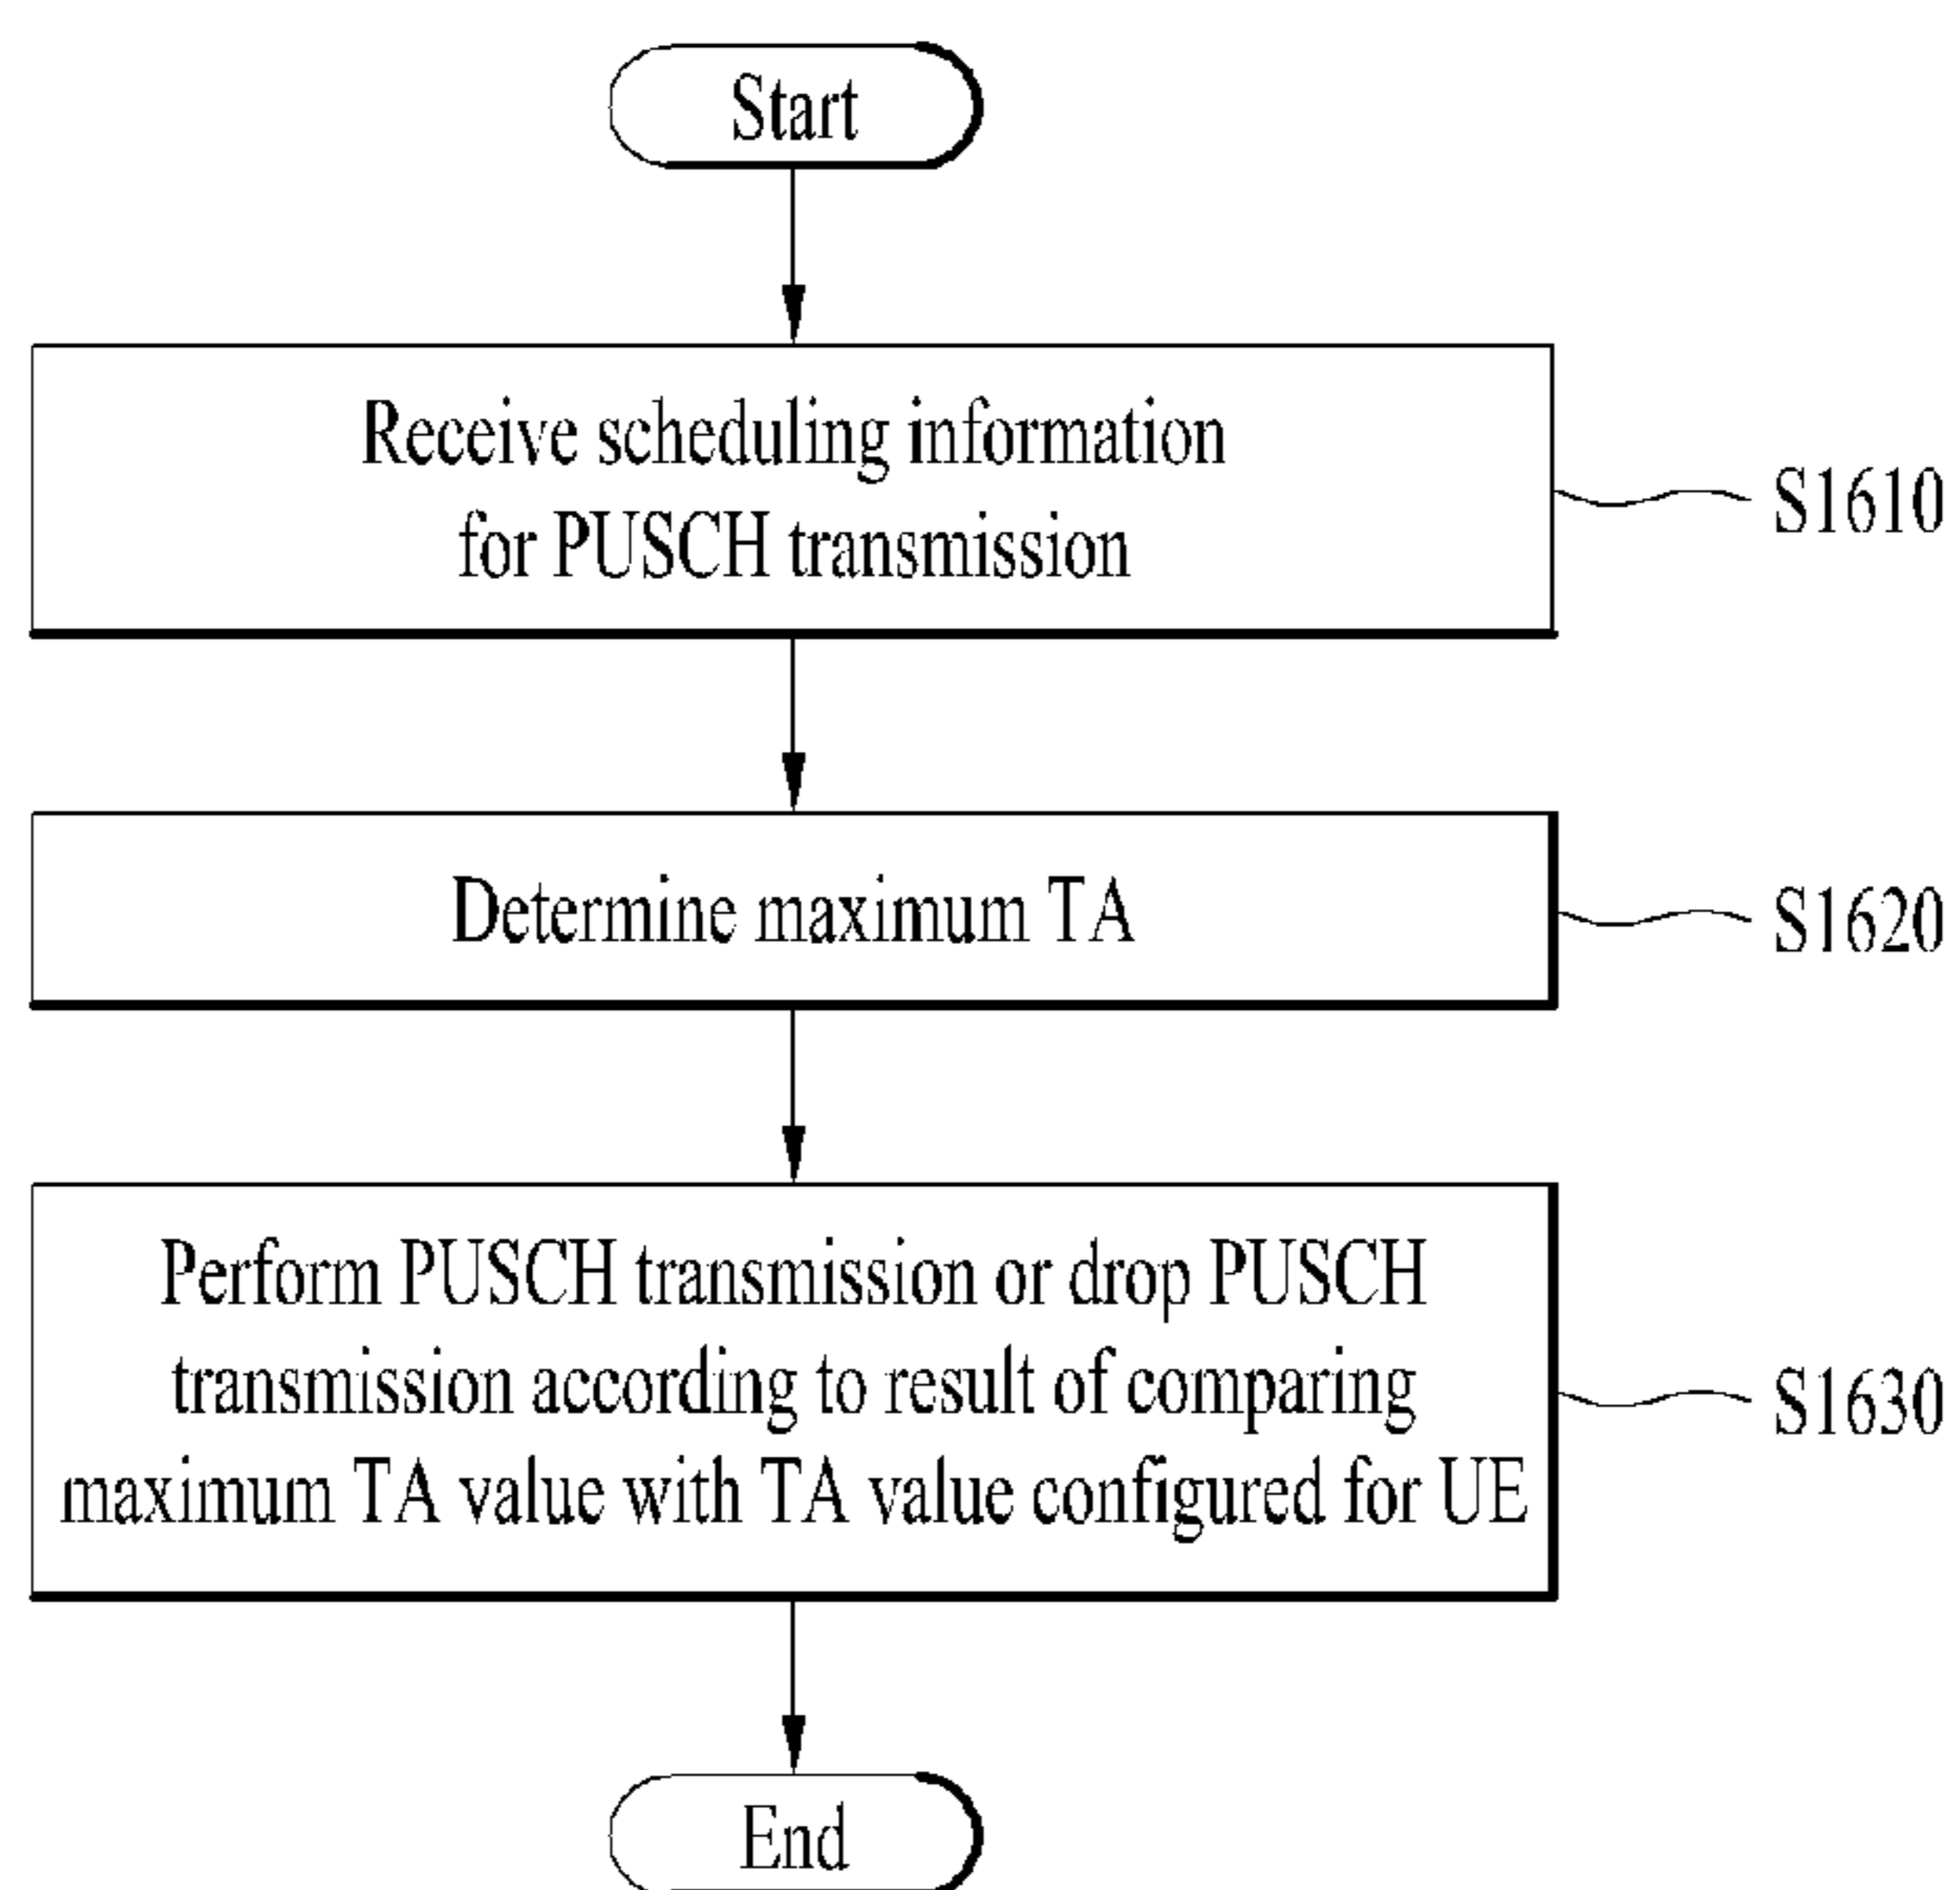 Start
Receive scheduling information
for PUSCH transmission
S1610
Determine maximum TA
S1620
Perform PUSCH transmission or drop PUSCH
transmission according to result of comparing
maximum TA value with TA value configured for UE
S1630
End